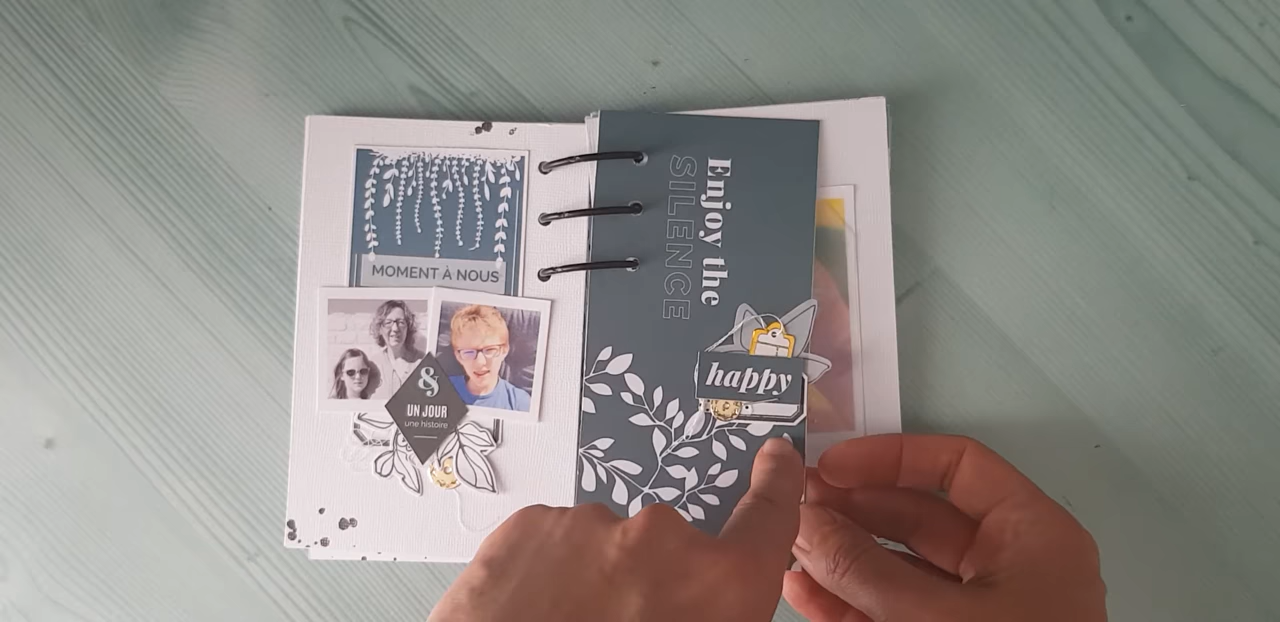 MOMENT À NOUS
&
UN JOUR
une histoire
Enjoy the
SILENCE
happy